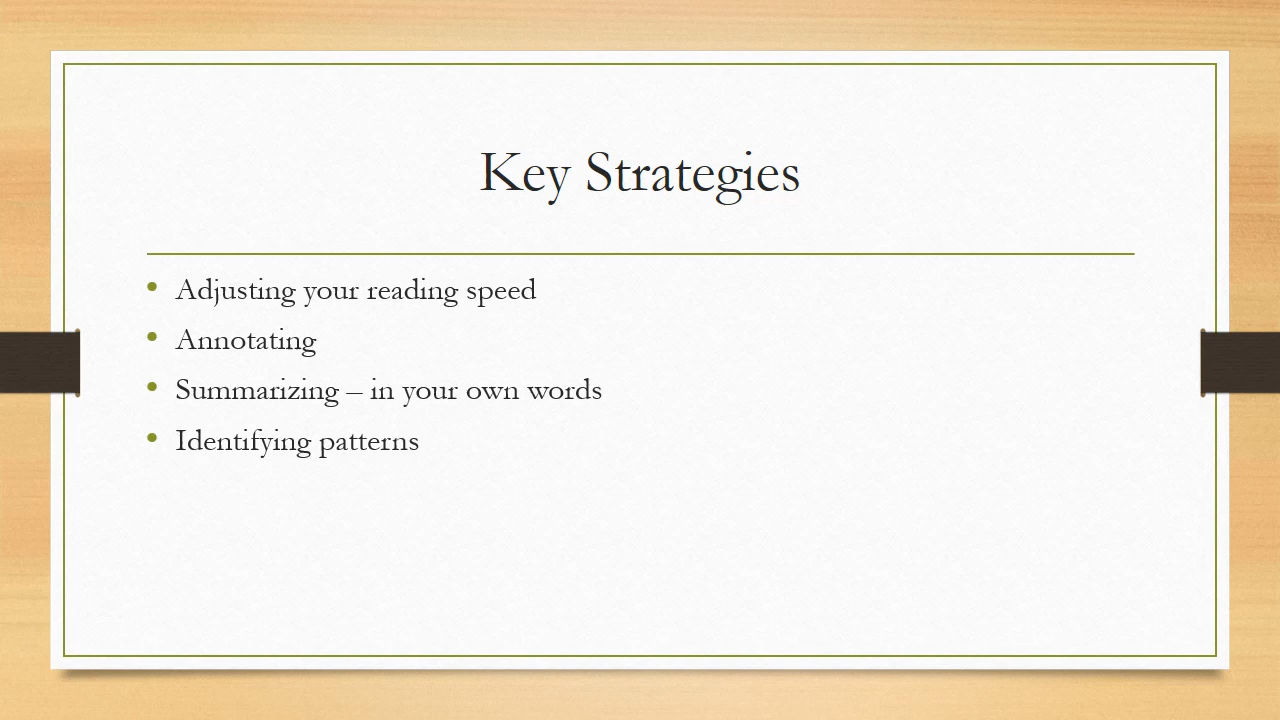 Key Strategies
• Adjusting your reading speed
• Annotating
• Summarizing – in your own words
• Identifying patterns